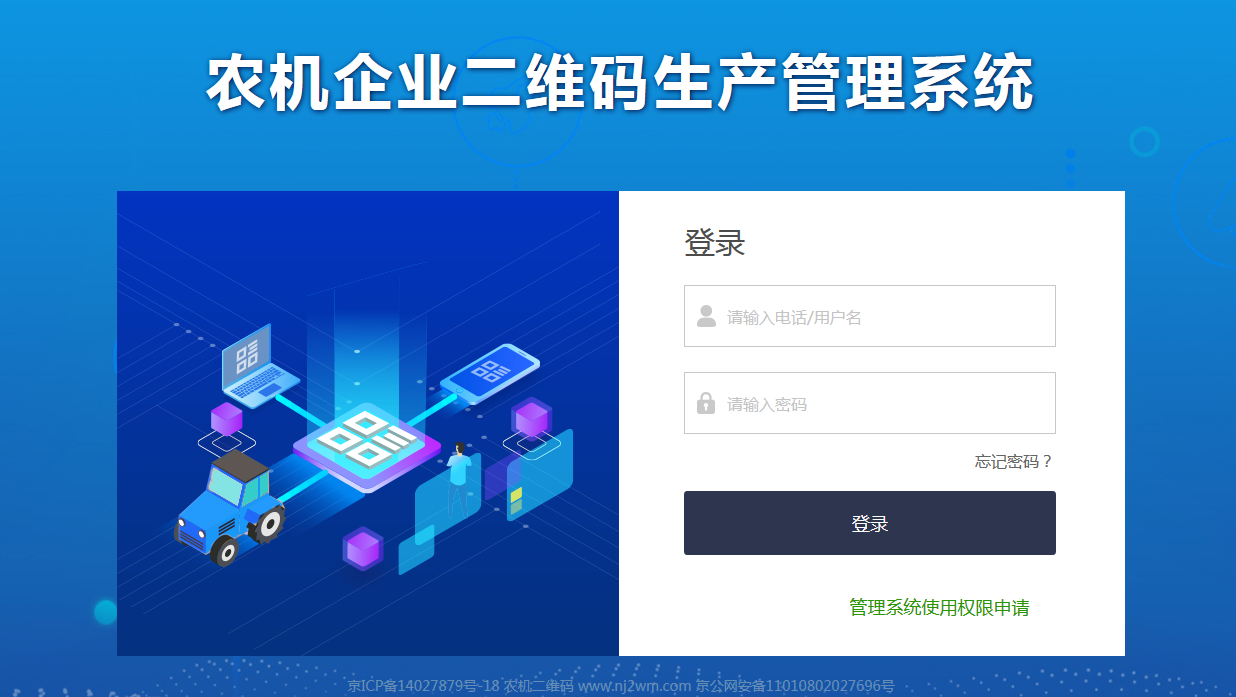 农机企业二维码生产管理系统
登录
请输入电话/用户名
请输入密码
忘记密码？
登录
管理系统使用权限申请
京ICP备14027879号-18 农机二维码 www.nj2wm.com 京公网安备11010802027696号